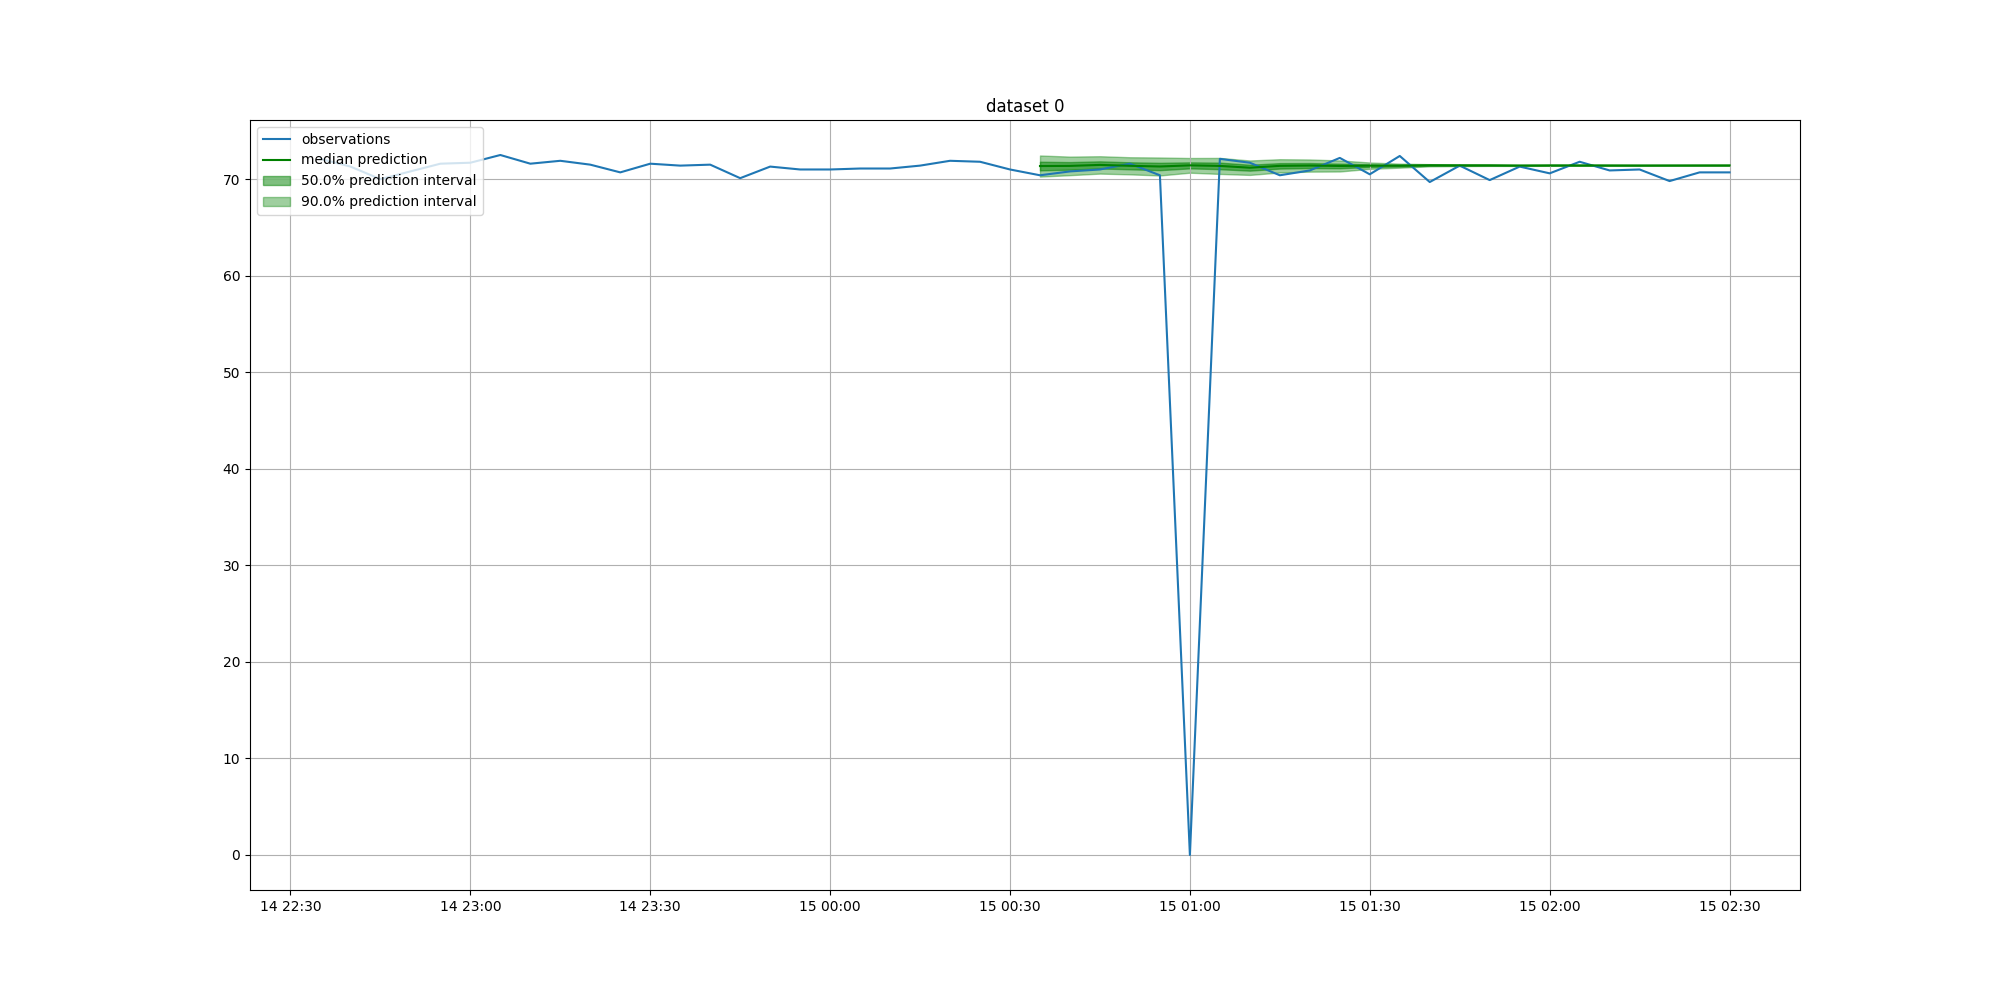 dataset 0
observations
median prediction
50.0% prediction interval
90.0% prediction interval
70
60
50
40
30
20
10
0
14 22:30 14 23:00 14 23:30 15 00:00 15 00:30 15 01:00 15 01:30 15 02:00 15 02:30